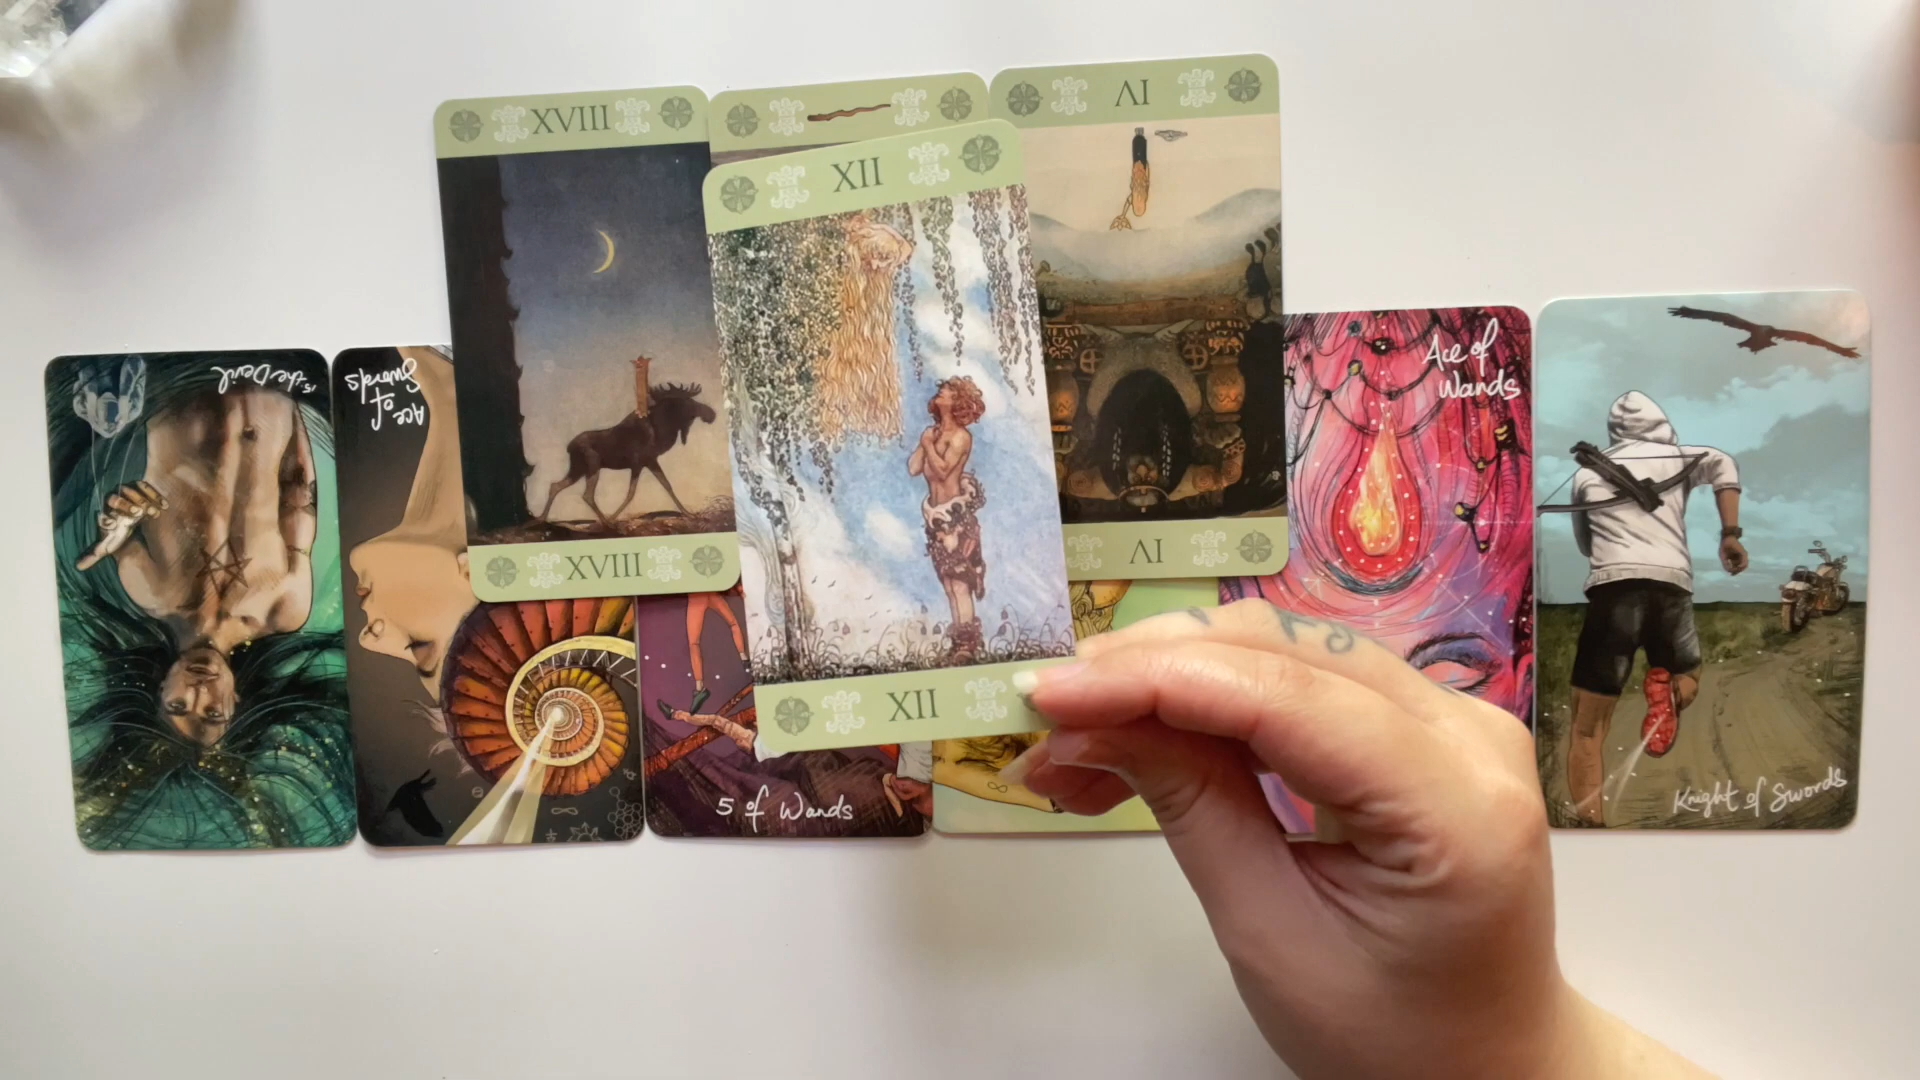 XVIII
XII
IV
15 the Devil
Ace
of
Swords
Ace of
Wands
XVIII
IV
XII
5 of Wands
Knight of Swords